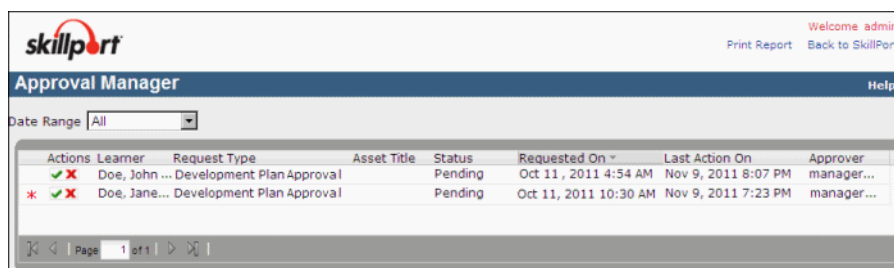 skillport
Welcome admin
Print Report Back to SkillPor
Approval Manager
Help
Date Range All
Actions Learner Request Type Asset Title Status Requested On Last Action On Approver
Doe, John ... Development Plan Approval Pending Oct 11 , 2011 4:54 AM Nov 9, 2011 8:07 PM manager...
* Doe, Jane... Development Plan Approval Pending Oct 11, 2011 10:30 AM Nov 9, 2011 7:23 PM manager...
Page 1 of 1